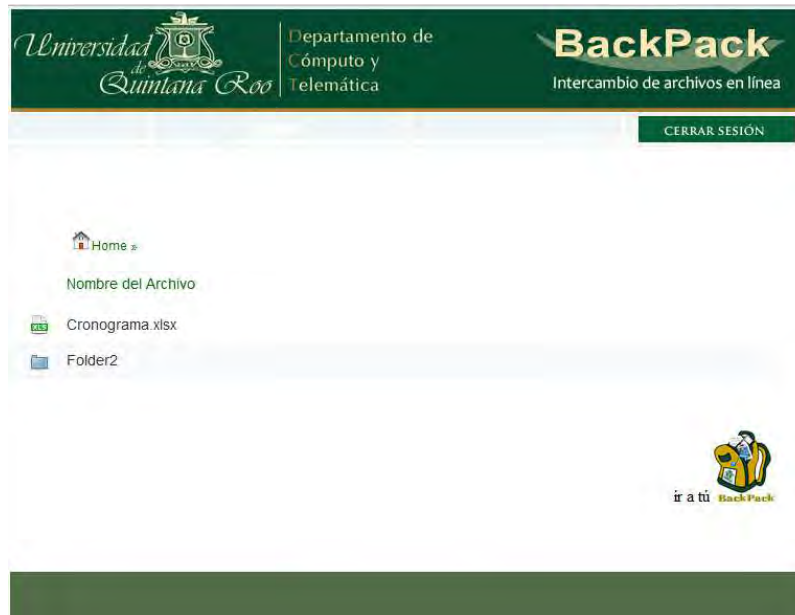 Universidad
de
Quintana Roo
Departamento de
Cómputo y
Telemática
BackPack
Intercambio de archivos en línea
CERRAR SESIÓN
Home »
Nombre del Archivo
XLS
Cronograma.xlsx
Folder2
ir a tú BackPack